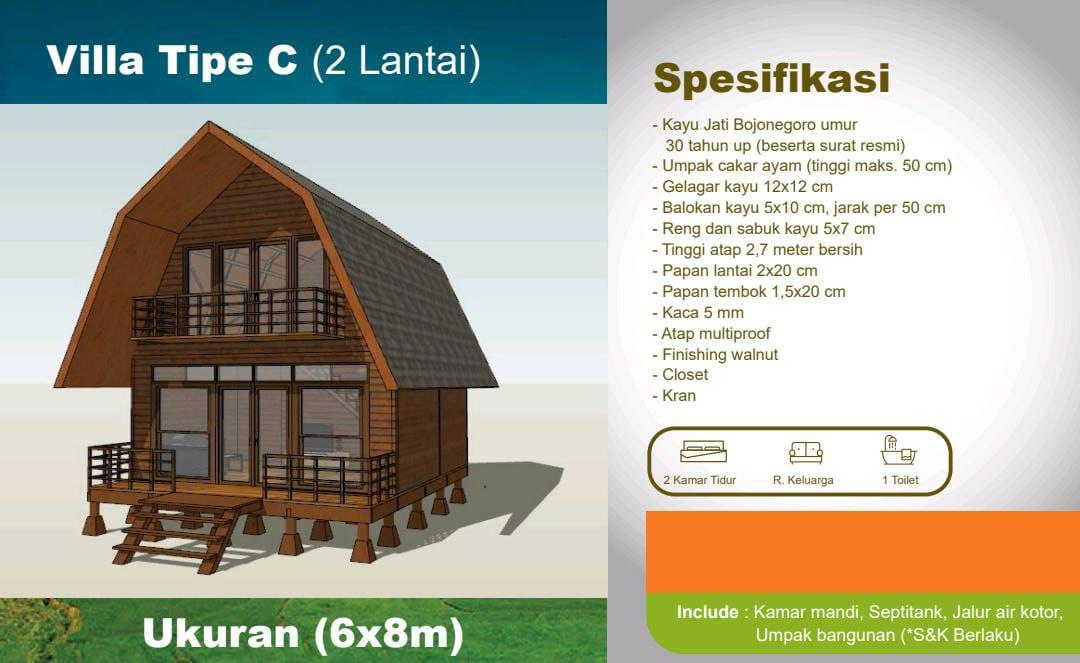 Villa Tipe C (2 Lantai)
Ukuran (6x8m)
Spesifikasi
- Kayu Jati Bojonegoro umur
30 tahun up (beserta surat resmi)
- Umpak cakar ayam (tinggi maks. 50 cm)
- Gelagar kayu 12x12 cm
- Balokan kayu 5x10 cm, jarak per 50 cm
- Reng dan sabuk kayu 5x7 cm
- Tinggi atap 2,7 meter bersih
- Papan lantai 2x20 cm
- Papan tembok 1,5x20 cm
- Kaca 5 mm
- Atap multiproof
- Finishing walnut
- Closet
- Kran
2 Kamar Tidur
R. Keluarga
1 Toilet
Include : Kamar mandi, Septitank, Jalur air kotor,
Umpak bangunan (*S&K Berlaku)